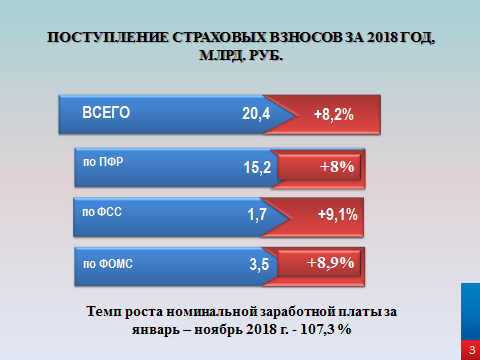 ПОСТУПЛЕНИЕ СТРАХОВЫХ ВЗНОСОВ ЗА 2018 ГОД,
МЛРД. РУБ.
ВСЕГО 20,4 +8,2%
по ПФР 15,2 +8%
по ФСС 1,7 +9,1%
по ФОМС 3,5 +8,9%
Темп роста номинальной заработной платы за
январь – ноябрь 2018 г. - 107,3 %
3